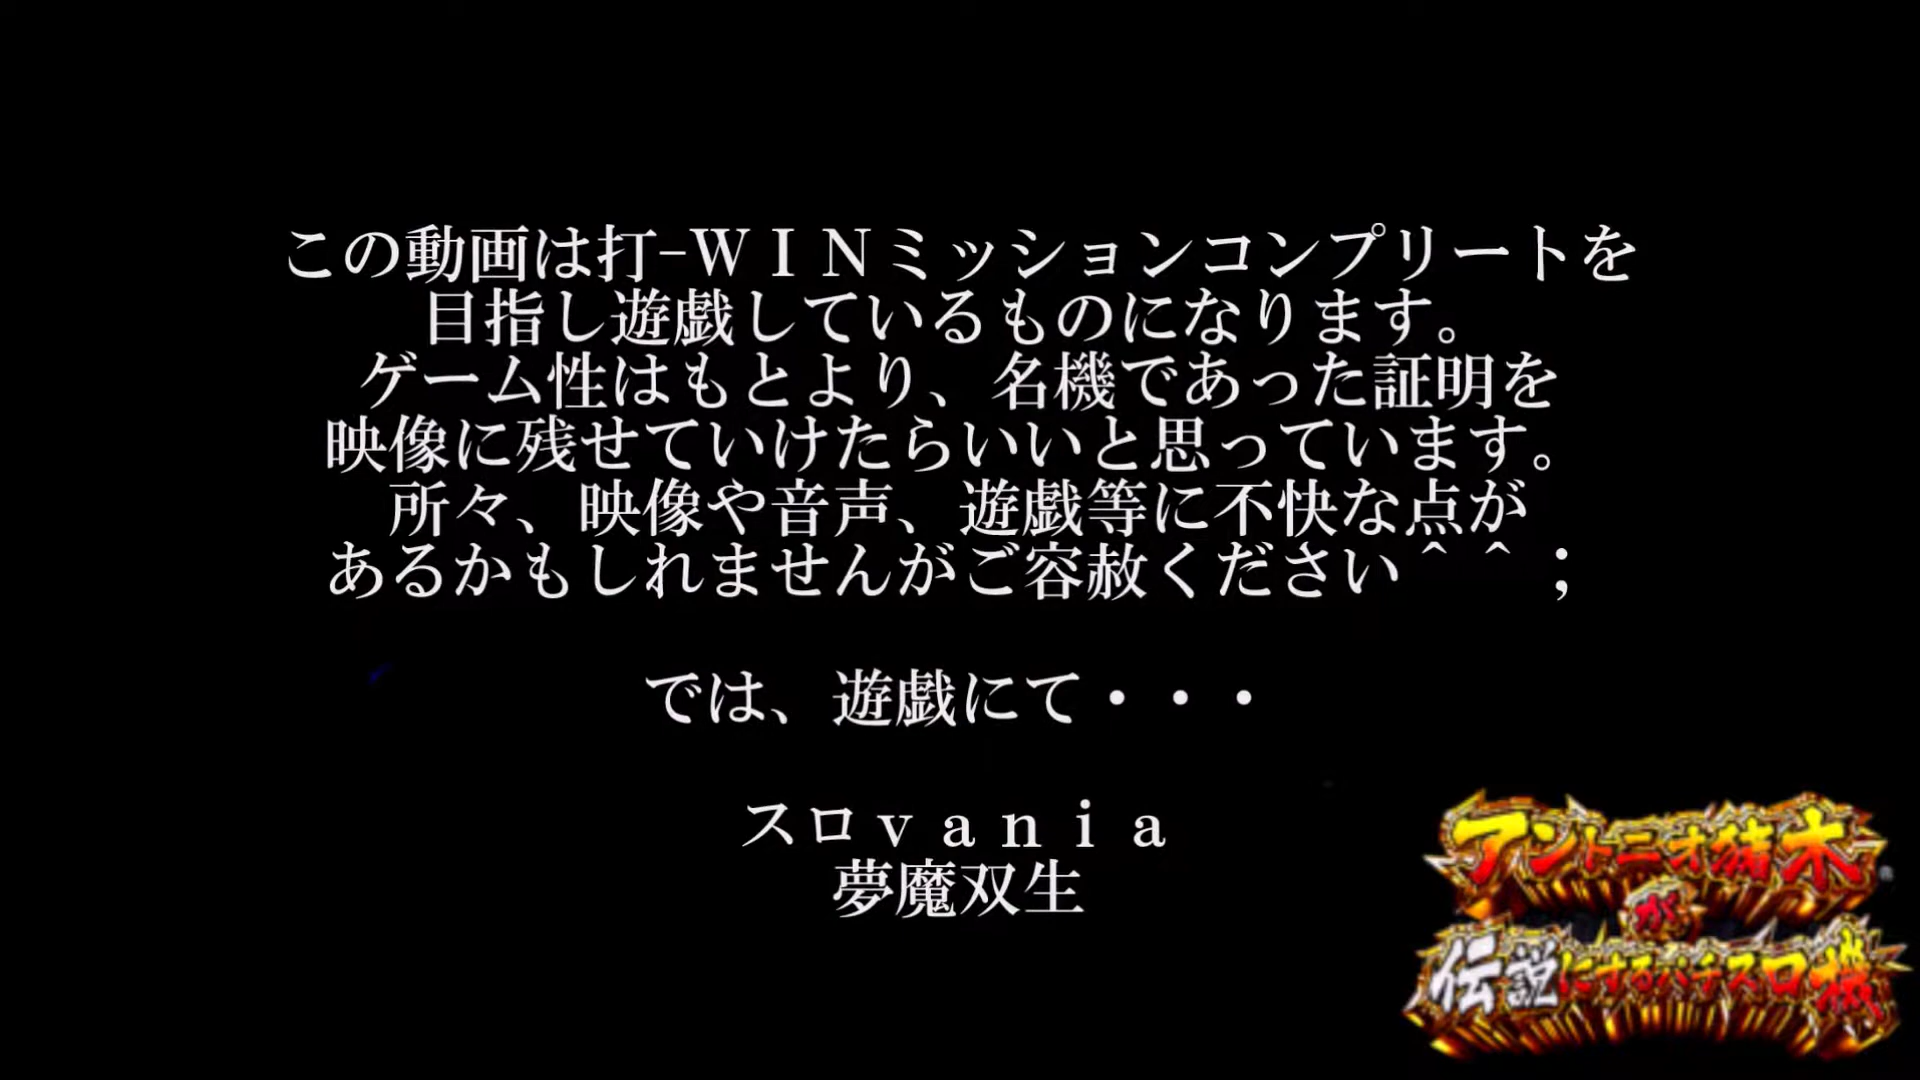 この動画は打-ＷＩＮミッションコンプリートを
目指し遊戯しているものになります。
ゲーム性はもとより、名機であった証明を
映像に残せていけたらいいと思っています。
所々、映像や音声、遊戯等に不快な点が
あるかもしれませんがご容赦ください＾＾；
では、遊戯にて・・・
スロｖａｎｉａ
夢魔双生
アントニオ猪木
が
伝説にするパチスロ機